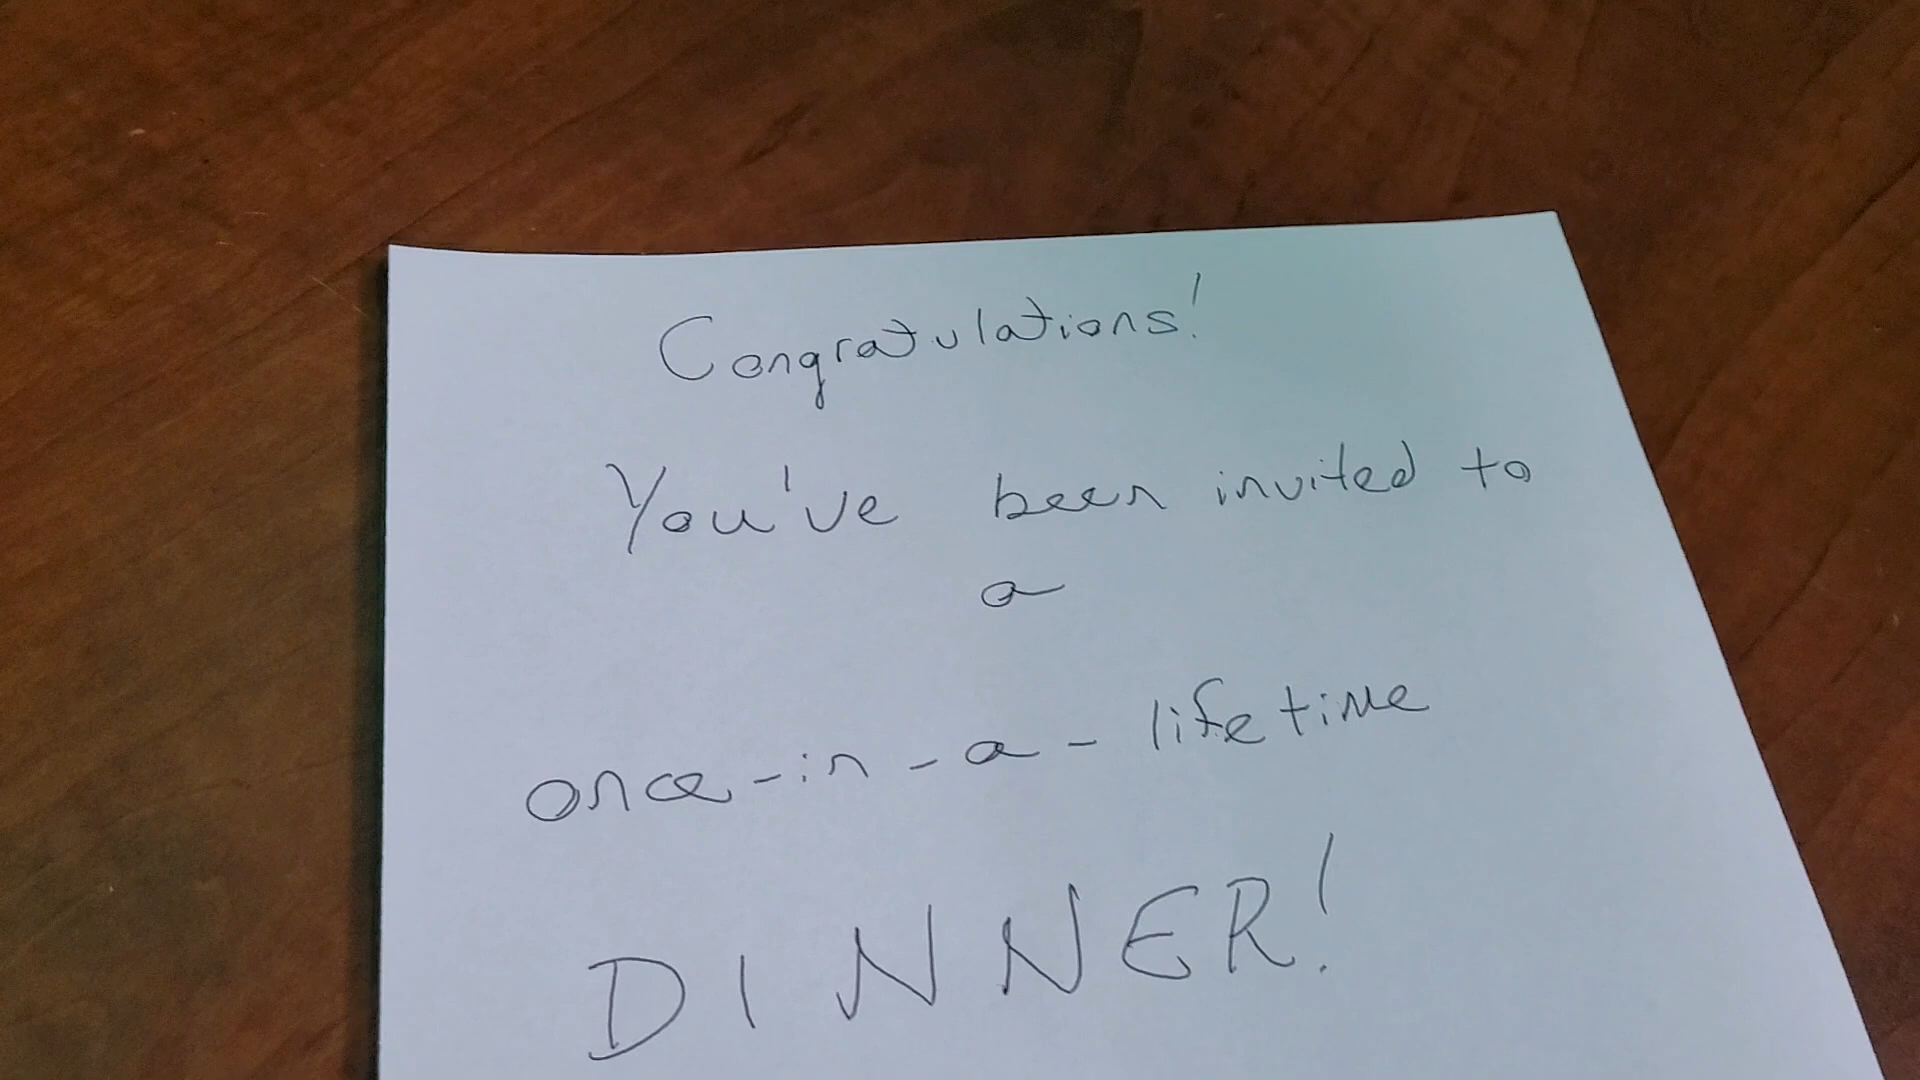 Congratulations!
You've been invited to
a
once-in-a-lifetime
DINNER!